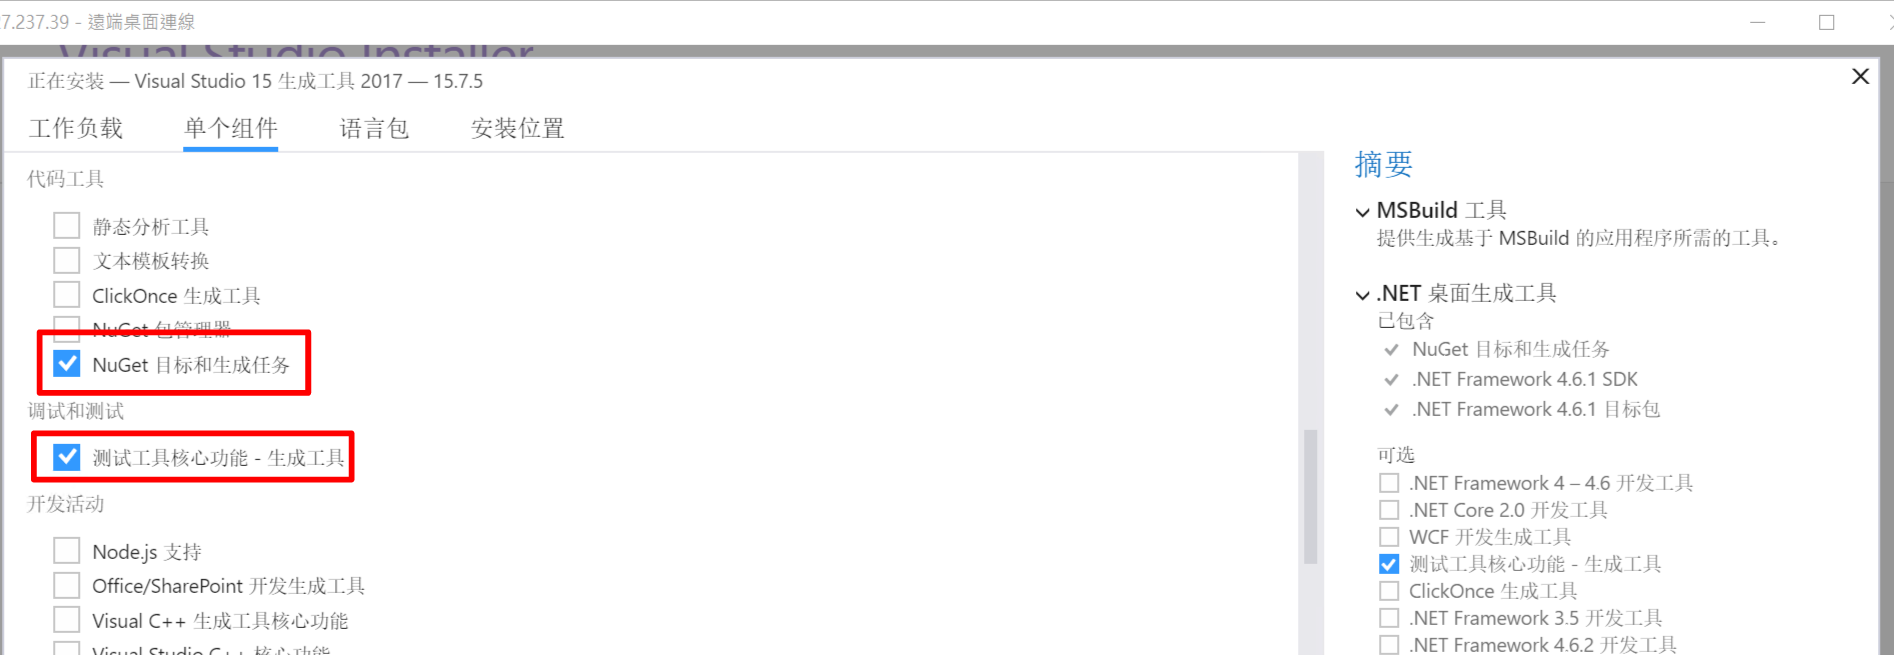 7.237.39 - 遠端桌面連線
Visual Studio Installer
正在安装 — Visual Studio 15 生成工具 2017 — 15.7.5
工作负载 单个组件 语言包 安装位置
代码工具
静态分析工具
文本模板转换
ClickOnce 生成工具
NuGet 包管理器
NuGet 目标和生成任务
调试和测试
测试工具核心功能 - 生成工具
开发活动
Node.js 支持
Office/SharePoint 开发生成工具
Visual C++ 生成工具核心功能
Visual Studio C++ 核心功能
摘要
MSBuild 工具
提供生成基于 MSBuild 的应用程序所需的工具。
.NET 桌面生成工具
已包含
NuGet 目标和生成任务
.NET Framework 4.6.1 SDK
.NET Framework 4.6.1 目标包
可选
.NET Framework 4 – 4.6 开发工具
.NET Core 2.0 开发工具
WCF 开发生成工具
测试工具核心功能 - 生成工具
ClickOnce 生成工具
.NET Framework 3.5 开发工具
.NET Framework 4.6.2 开发工具